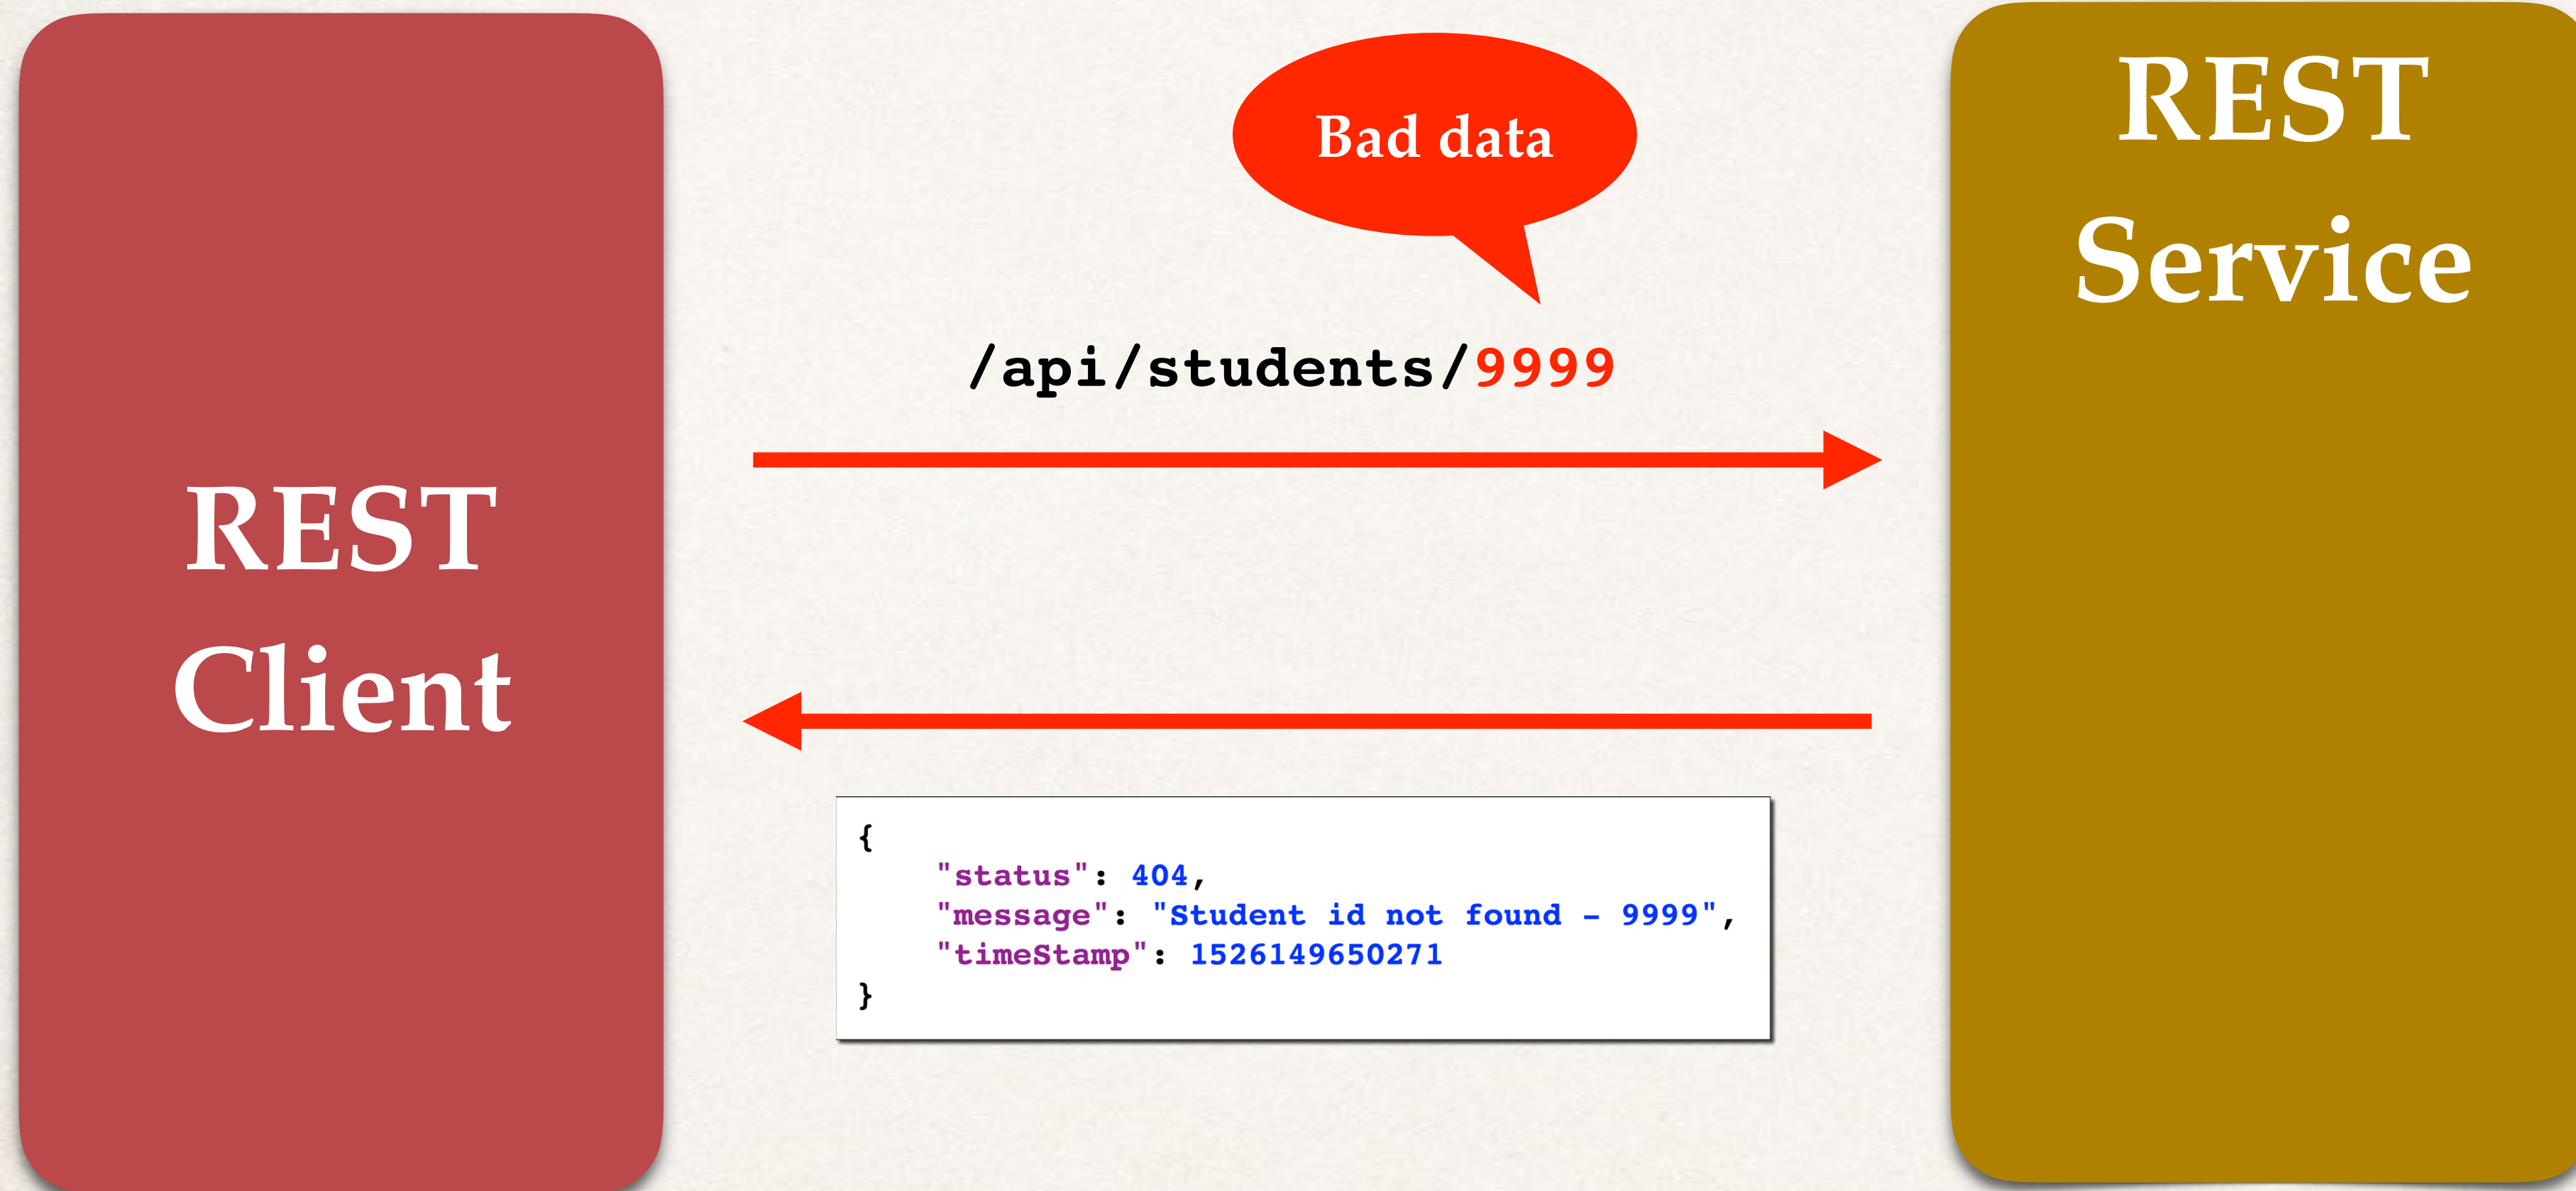 REST
Client
Bad data
/api/students/9999
{
"status": 404,
"message": "Student id not found - 9999",
"timeStamp": 1526149650271
}
REST
Service